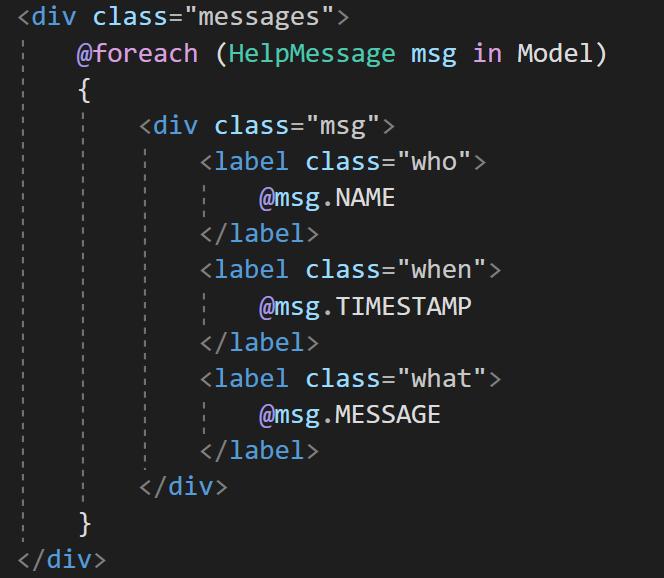 <div class="messages">
    @foreach (HelpMessage msg in Model)
    {
        <div class="msg">
            <label class="who">
                @msg.NAME
            </label>
            <label class="when">
                @msg.TIMESTAMP
            </label>
            <label class="what">
                @msg.MESSAGE
            </label>
        </div>
    }
</div>